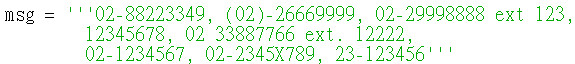 msg = '''02-88223349, (02)-26669999, 02-29998888 ext 123,
12345678, 02 33887766 ext. 12222,
02-1234567, 02-2345X789, 23-123456'''